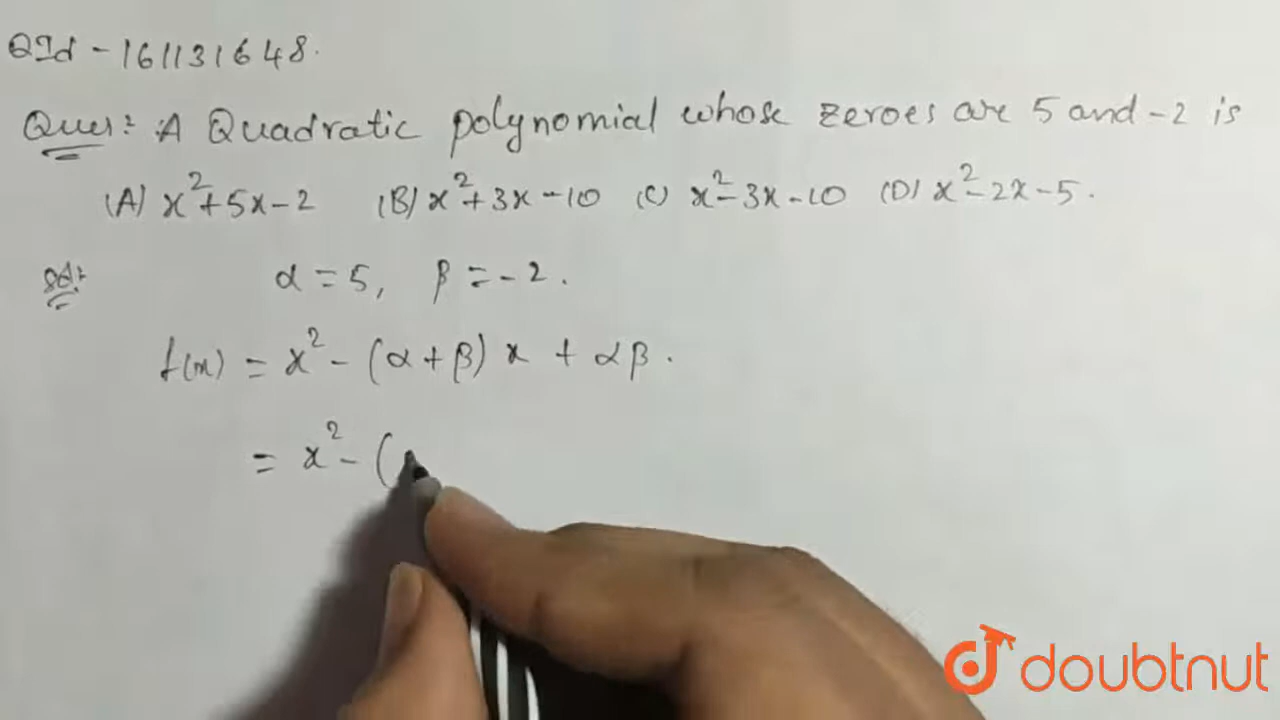 QId - 161131648.
Ques: A Quadratic polynomial whose zeroes are 5 and -2 is
(A) x²+5x-2 (B) x²+3x-10 (C) x²-3x-10 (D) x²-2x-5.
Sol: α = 5, β = -2.
f(x) = x² - (α+β) x + αβ.
= x² - (
doubtnut